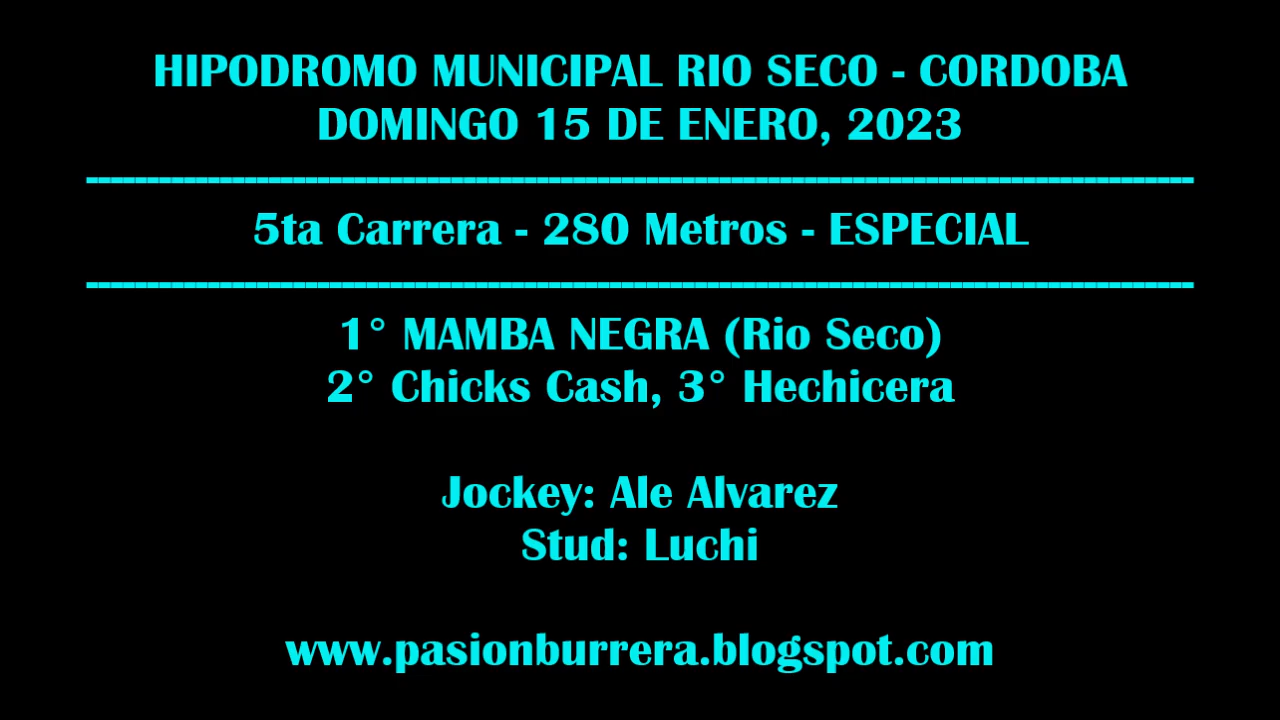 HIPODROMO MUNICIPAL RIO SECO - CORDOBA
DOMINGO 15 DE ENERO, 2023
5ta Carrera - 280 Metros - ESPECIAL
1° MAMBA NEGRA (Rio Seco)
2° Chicks Cash, 3° Hechicera
Jockey: Ale Alvarez
Stud: Luchi
www.pasionburrera.blogspot.com